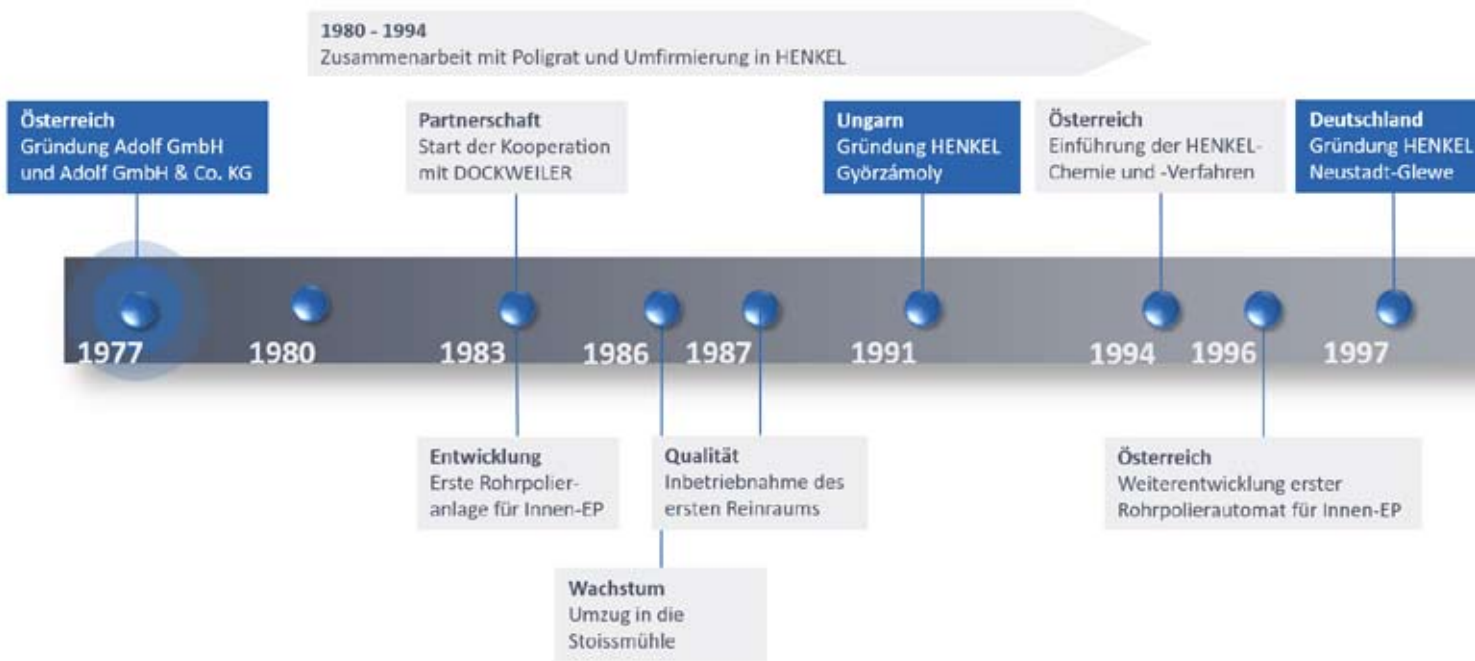 1980 - 1994
Zusammenarbeit mit Poligrat und Umfirmierung in HENKEL
Österreich
Gründung Adolf GmbH
und Adolf GmbH & Co. KG
Partnerschaft
Start der Kooperation
mit DOCKWEILER
Ungarn
Gründung HENKEL
Györzámoly
Österreich
Einführung der HENKEL-
Chemie und -Verfahren
Deutschland
Gründung HENKEL
Neustadt-Glewe
1977
1980
1983
1986
1987
1991
1994
1996
1997
Entwicklung
Erste Rohrpolier-
anlage für Innen-EP
Qualität
Inbetriebnahme des
ersten Reinraums
Österreich
Weiterentwicklung erster
Rohrpolierautomat für Innen-EP
Wachstum
Umzug in die
Stoissmühle